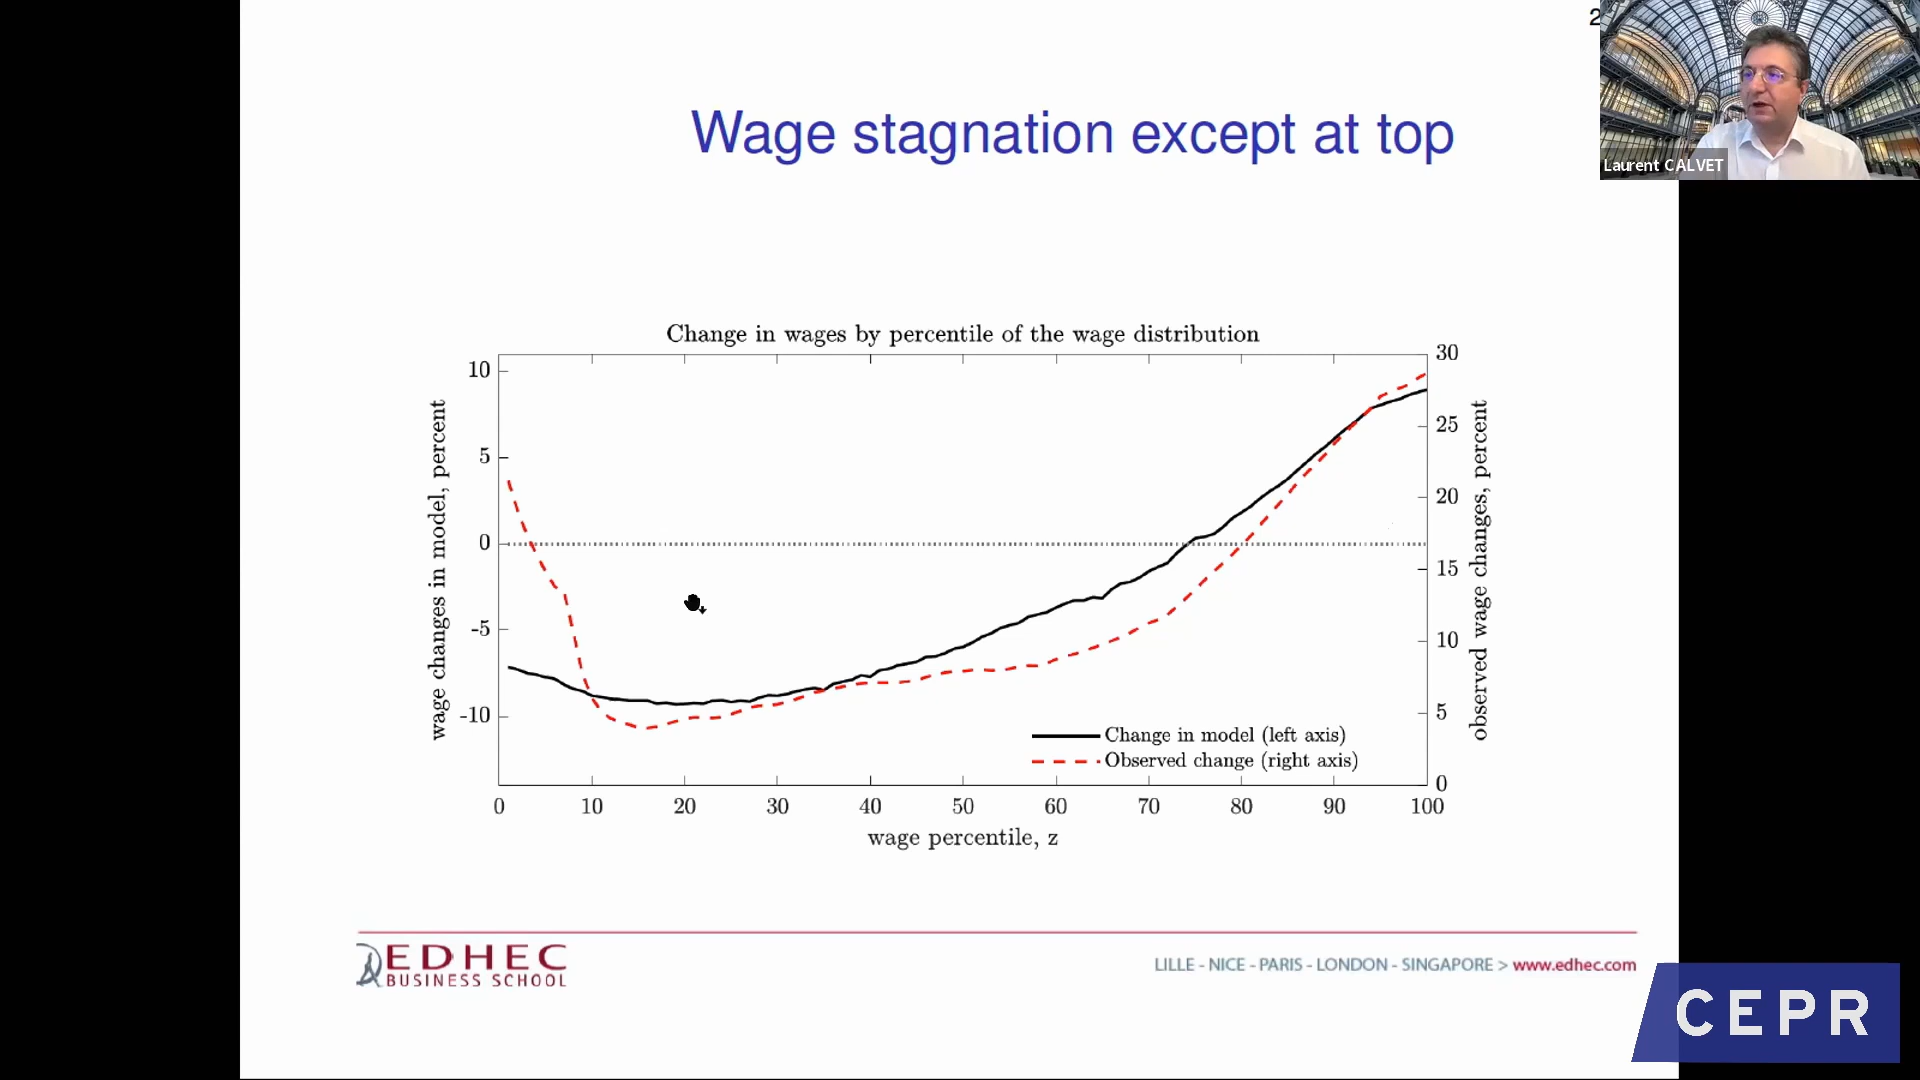 2
Laurent CALVET
Wage stagnation except at top
Change in wages by percentile of the wage distribution
10
5
0
-5
-10
wage changes in model, percent
30
25
20
15
10
5
0
observed wage changes, percent
Change in model (left axis)
Observed change (right axis)
0 10 20 30 40 50 60 70 80 90 100
wage percentile, z
EDHEC
BUSINESS SCHOOL
LILLE - NICE - PARIS - LONDON - SINGAPORE > www.edhec.com
CEPR